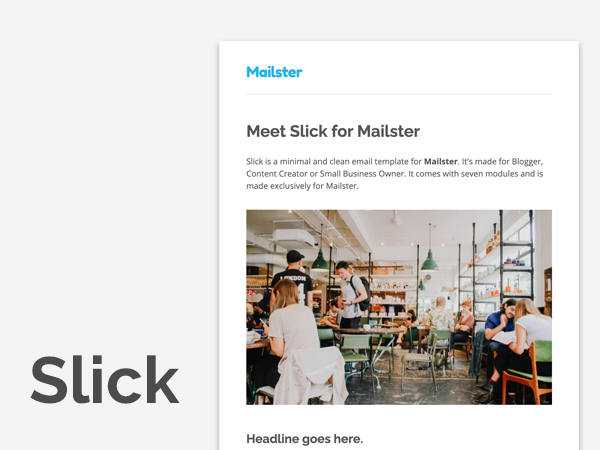 Mailster
Meet Slick for Mailster
Slick is a minimal and clean email template for Mailster. It's made for Blogger,
Content Creator or Small Business Owner. It comes with seven modules and is
made exclusively for Mailster.
LONDON
Slick
Headline goes here.